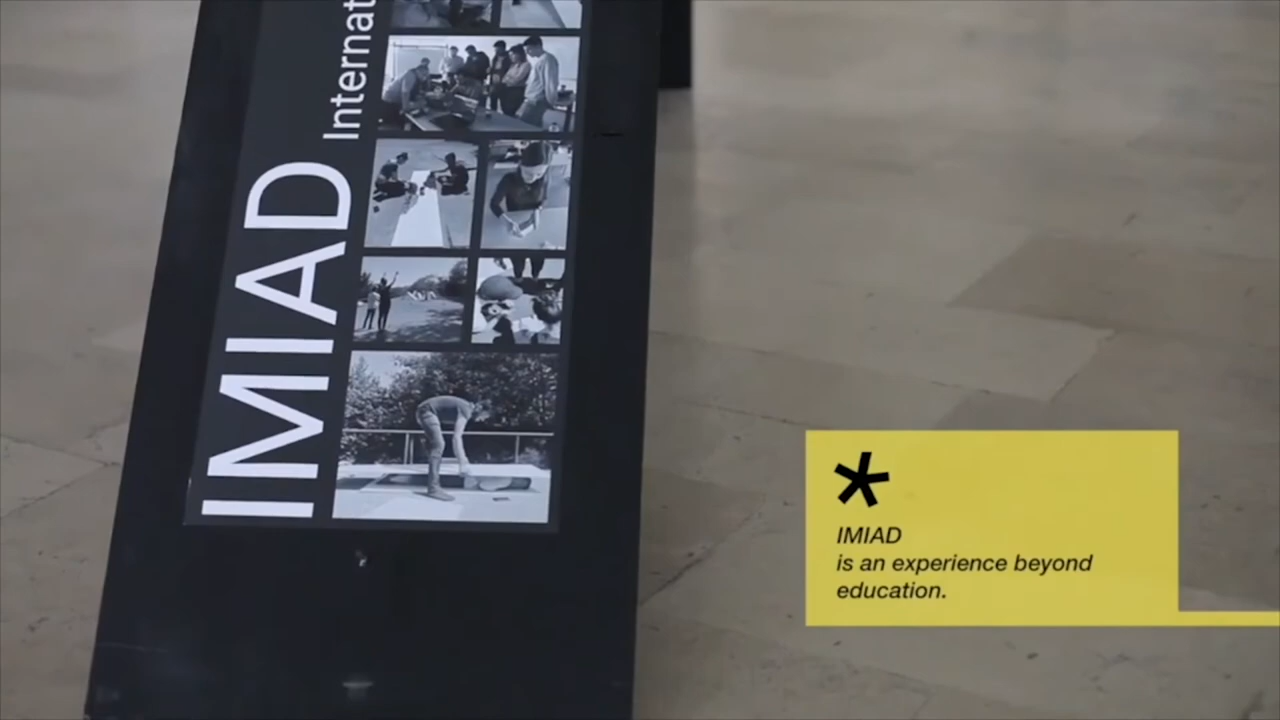 IMIAD
Internat
*
IMIAD
is an experience beyond
education.